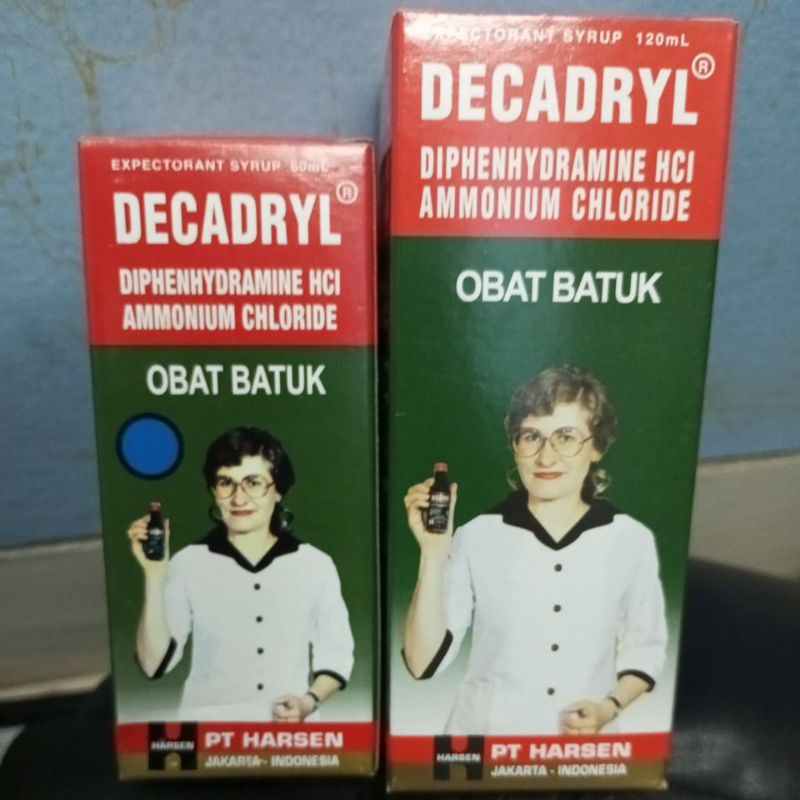 EXPECTORANT SYRUP 60mL
DECADRYL®
DIPHENHYDRAMINE HCl
AMMONIUM CHLORIDE
OBAT BATUK
HARSEN
PT HARSEN
JAKARTA - INDONESIA
EXPECTORANT SYRUP 120mL
DECADRYL®
DIPHENHYDRAMINE HCl
AMMONIUM CHLORIDE
OBAT BATUK
HARSEN
PT HARSEN
JAKARTA - INDONESIA